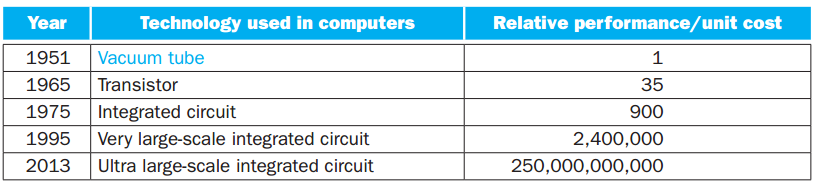 Year Technology used in computers Relative performance/unit cost
1951 Vacuum tube 1
1965 Transistor 35
1975 Integrated circuit 900
1995 Very large-scale integrated circuit 2,400,000
2013 Ultra large-scale integrated circuit 250,000,000,000